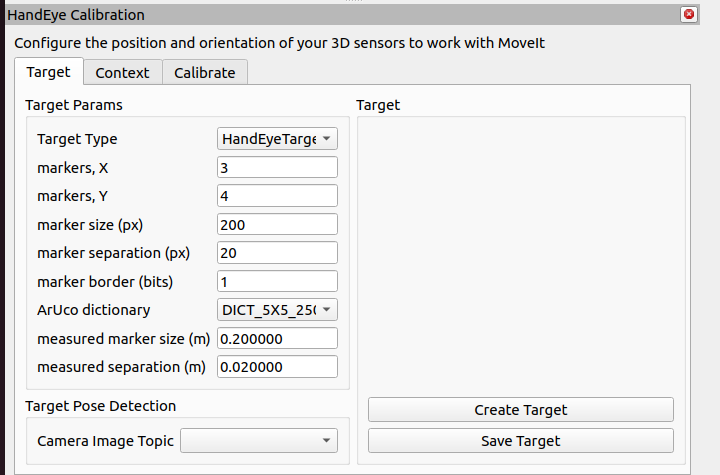 HandEye Calibration
Configure the position and orientation of your 3D sensors to work with MoveIt
Target Context Calibrate
Target Params
Target Type HandEyeTarge
markers, X 3
markers, Y 4
marker size (px) 200
marker separation (px) 20
marker border (bits) 1
ArUco dictionary DICT_5X5_250
measured marker size (m) 0.200000
measured separation (m) 0.020000
Target Pose Detection
Camera Image Topic
Target
Create Target
Save Target